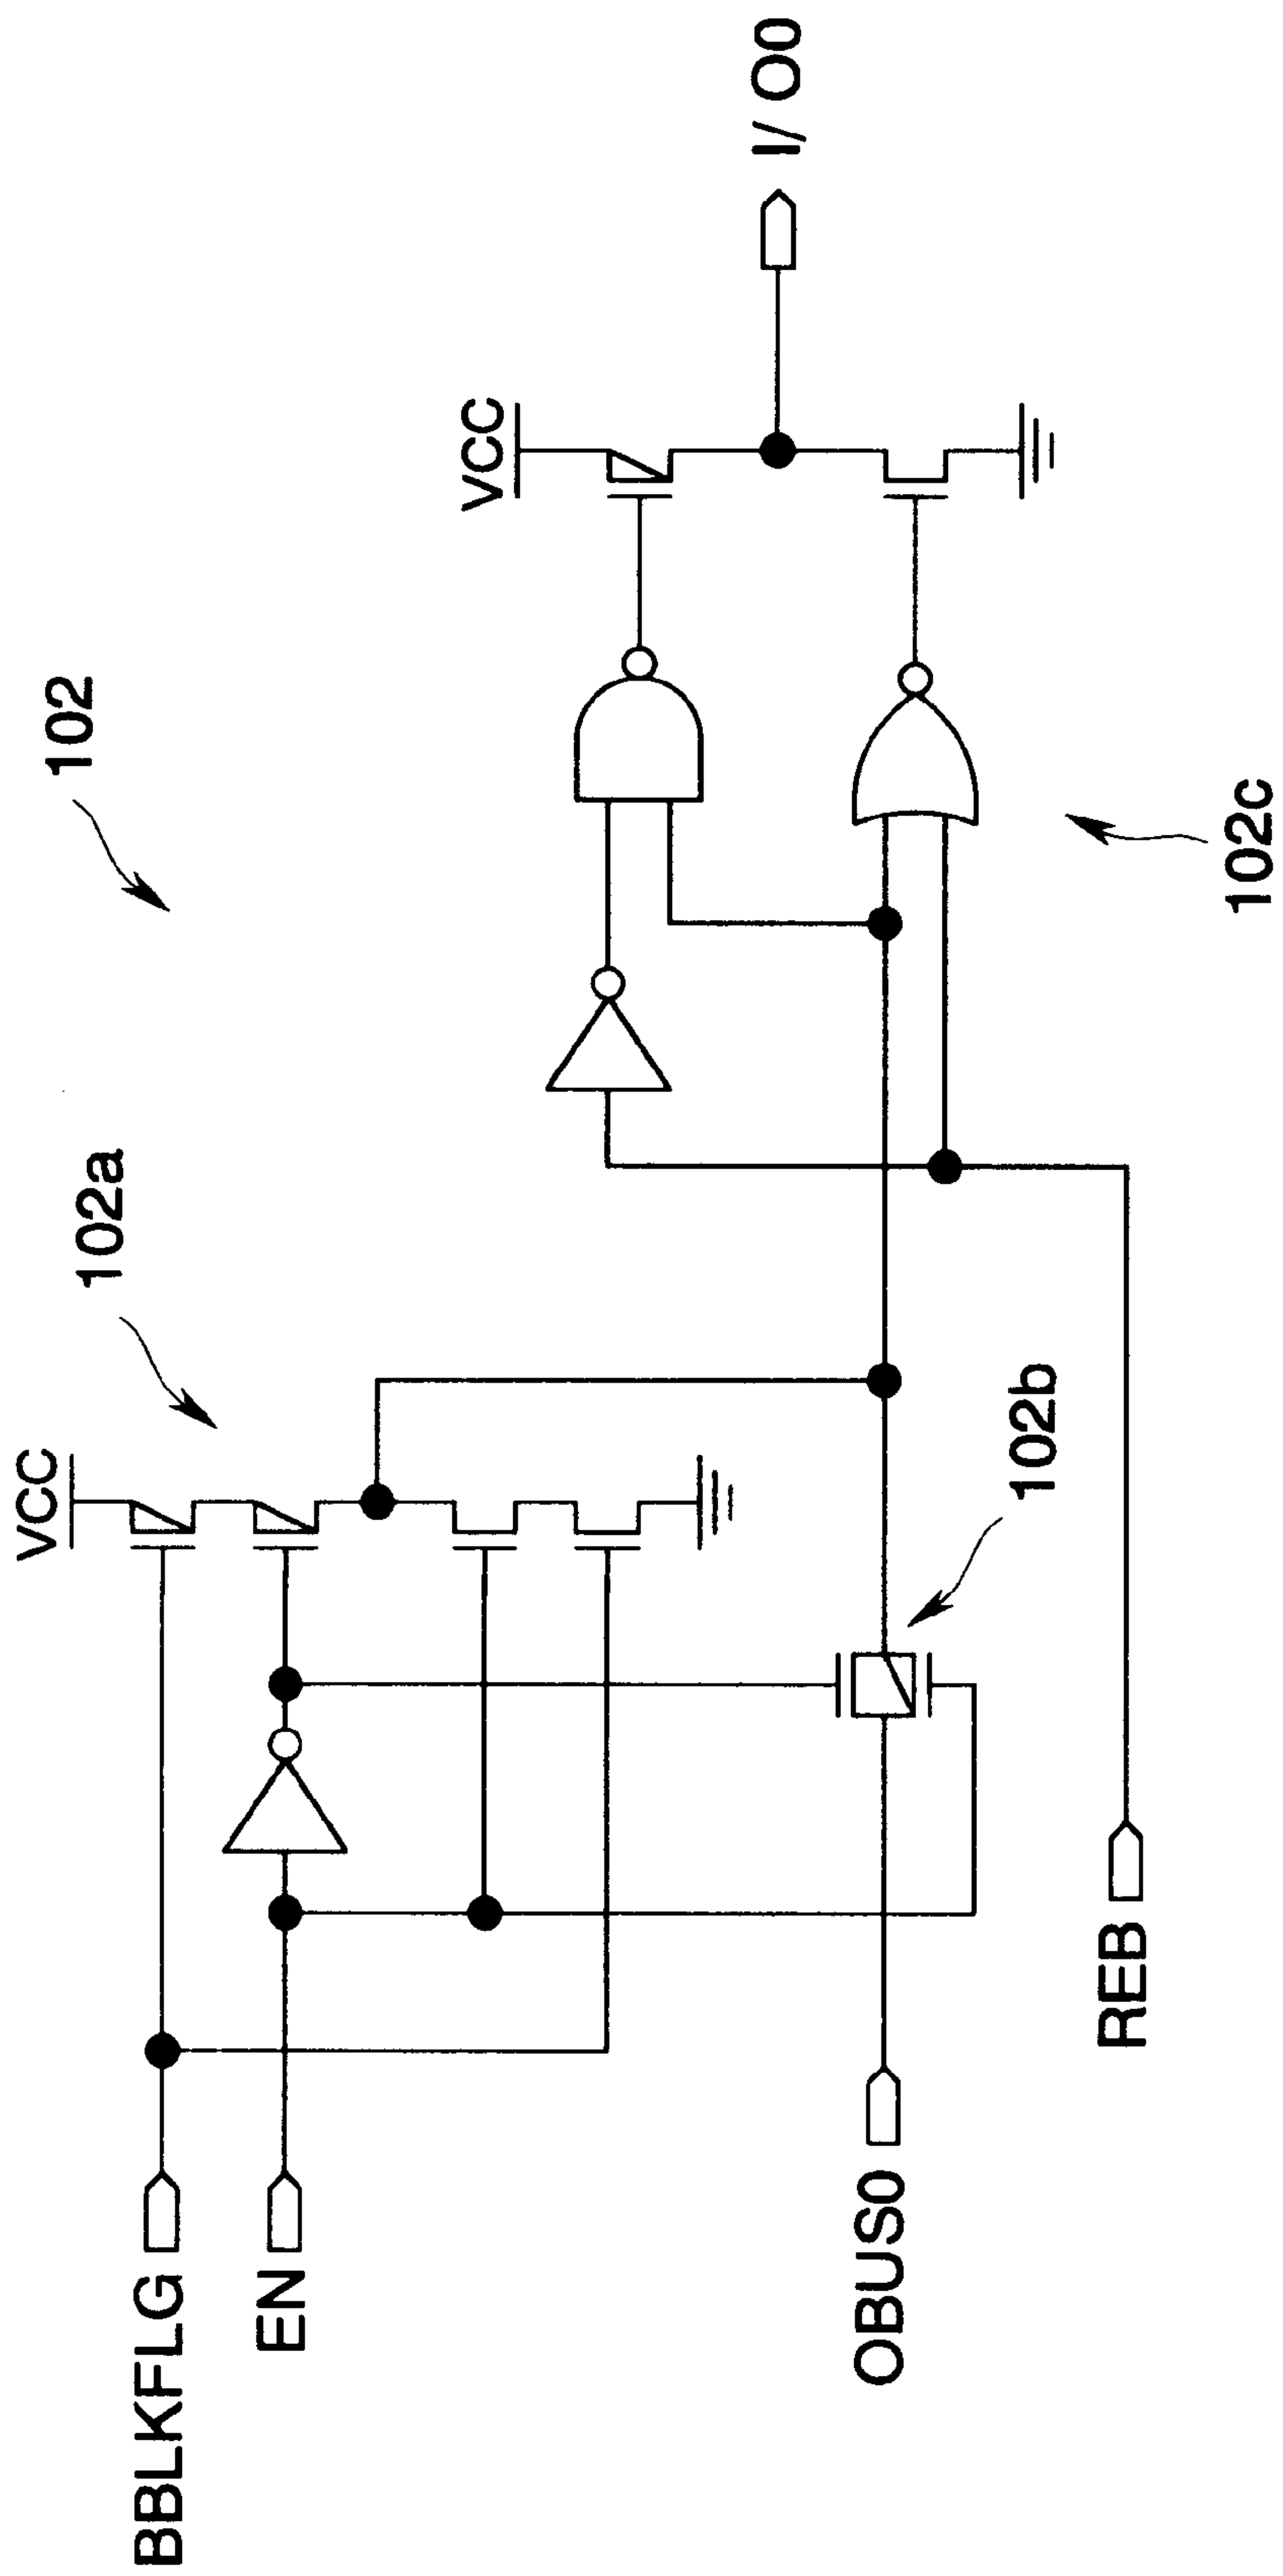 102
102a
VCC
BBLKFLG
EN
VCC
I/O0
OBUS0
102b
102c
REB